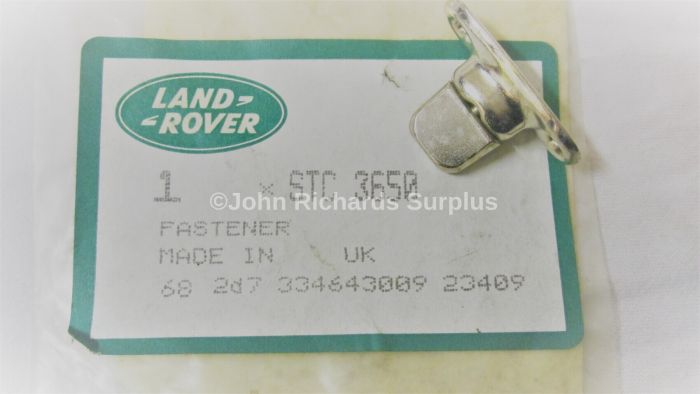 LAND-
-ROVER
1 x STC 3650
©John Richards Surplus
FASTENER
MADE IN UK
68 2d7 334643009 23409